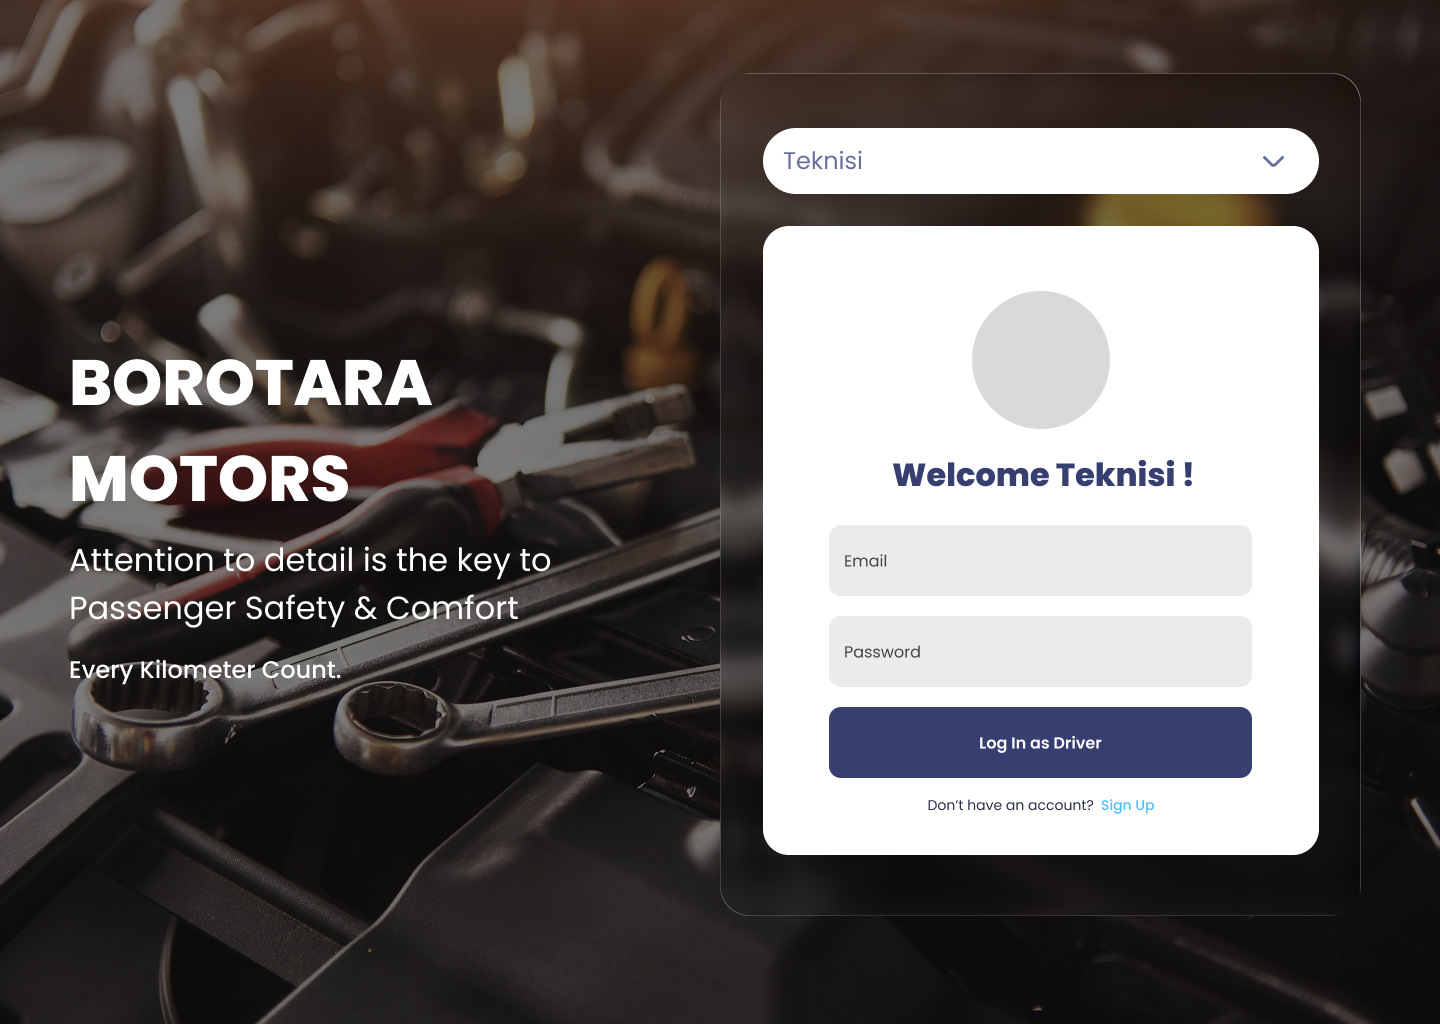 BOROTARA
MOTORS
Attention to detail is the key to
Passenger Safety & Comfort
Every Kilometer Count.
Teknisi
Welcome Teknisi !
Email
Password
Log In as Driver
Don’t have an account? Sign Up